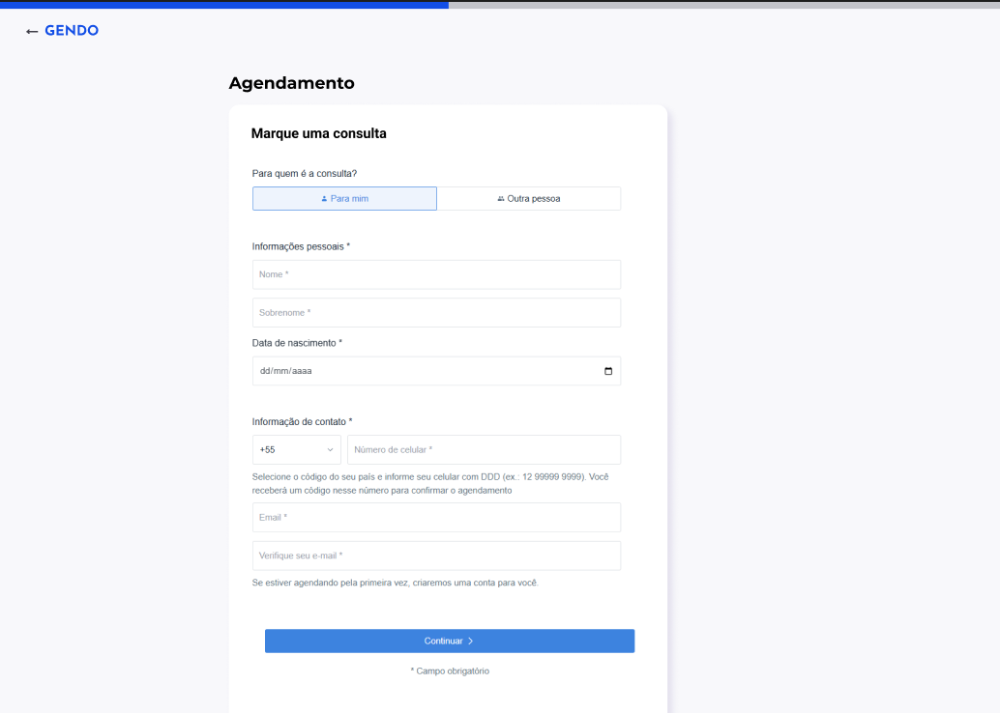 ← GENDO
Agendamento
Marque uma consulta
Para quem é a consulta?
Para mim
Outra pessoa
Informações pessoais *
Nome *
Sobrenome *
Data de nascimento *
dd/mm/aaaa
Informação de contato *
+55
Número de celular *
Selecione o código do seu país e informe seu celular com DDD (ex.: 12 99999 9999). Você
receberá um código nesse número para confirmar o agendamento
Email *
Verifique seu e-mail *
Se estiver agendando pela primeira vez, criaremos uma conta para você.
Continuar
* Campo obrigatório